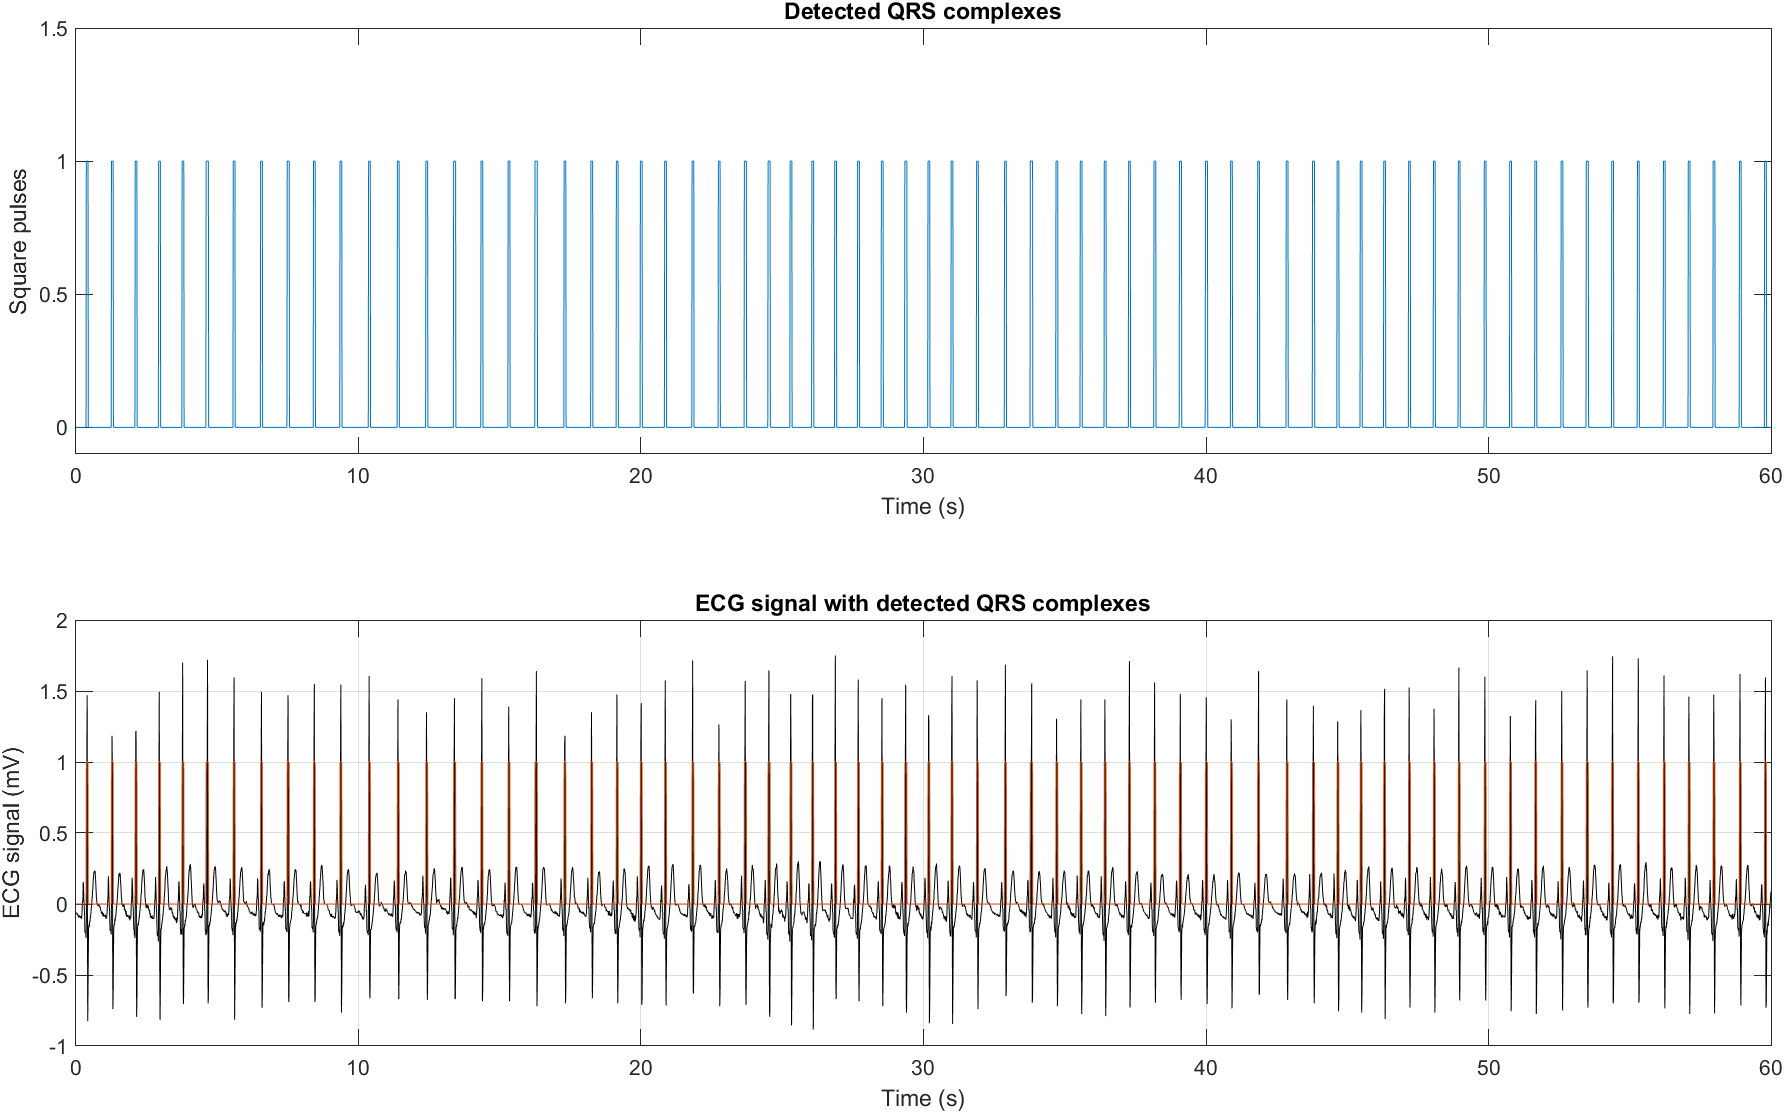 Detected QRS complexes
1.5
1
0.5
0
Square pulses
0 10 20 30 40 50 60
Time (s)
ECG signal with detected QRS complexes
2
1.5
1
0.5
0
-0.5
-1
ECG signal (mV)
0 10 20 30 40 50 60
Time (s)